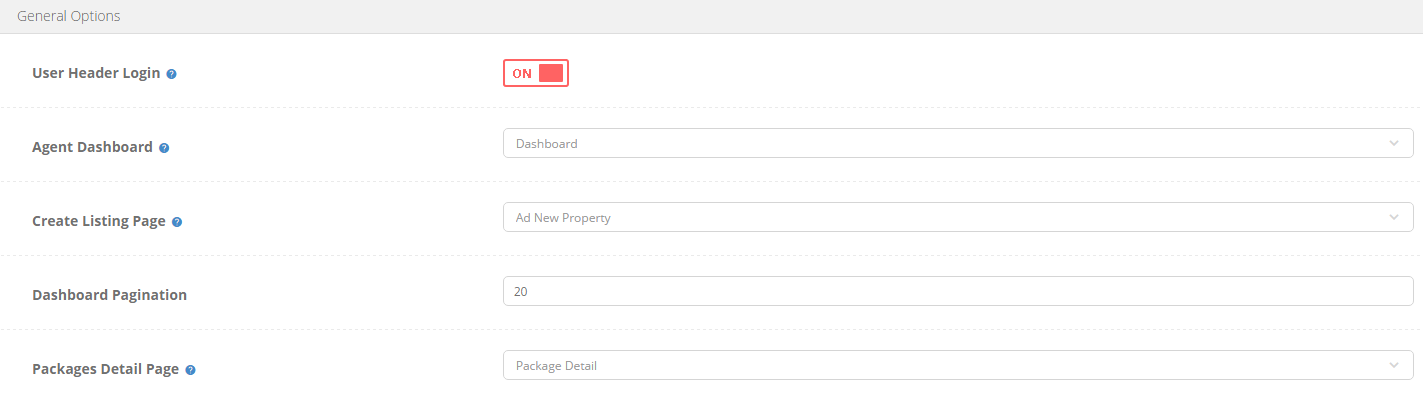 General Options
User Header Login ?
ON
Agent Dashboard ?
Dashboard
Create Listing Page ?
Ad New Property
Dashboard Pagination
20
Packages Detail Page ?
Package Detail